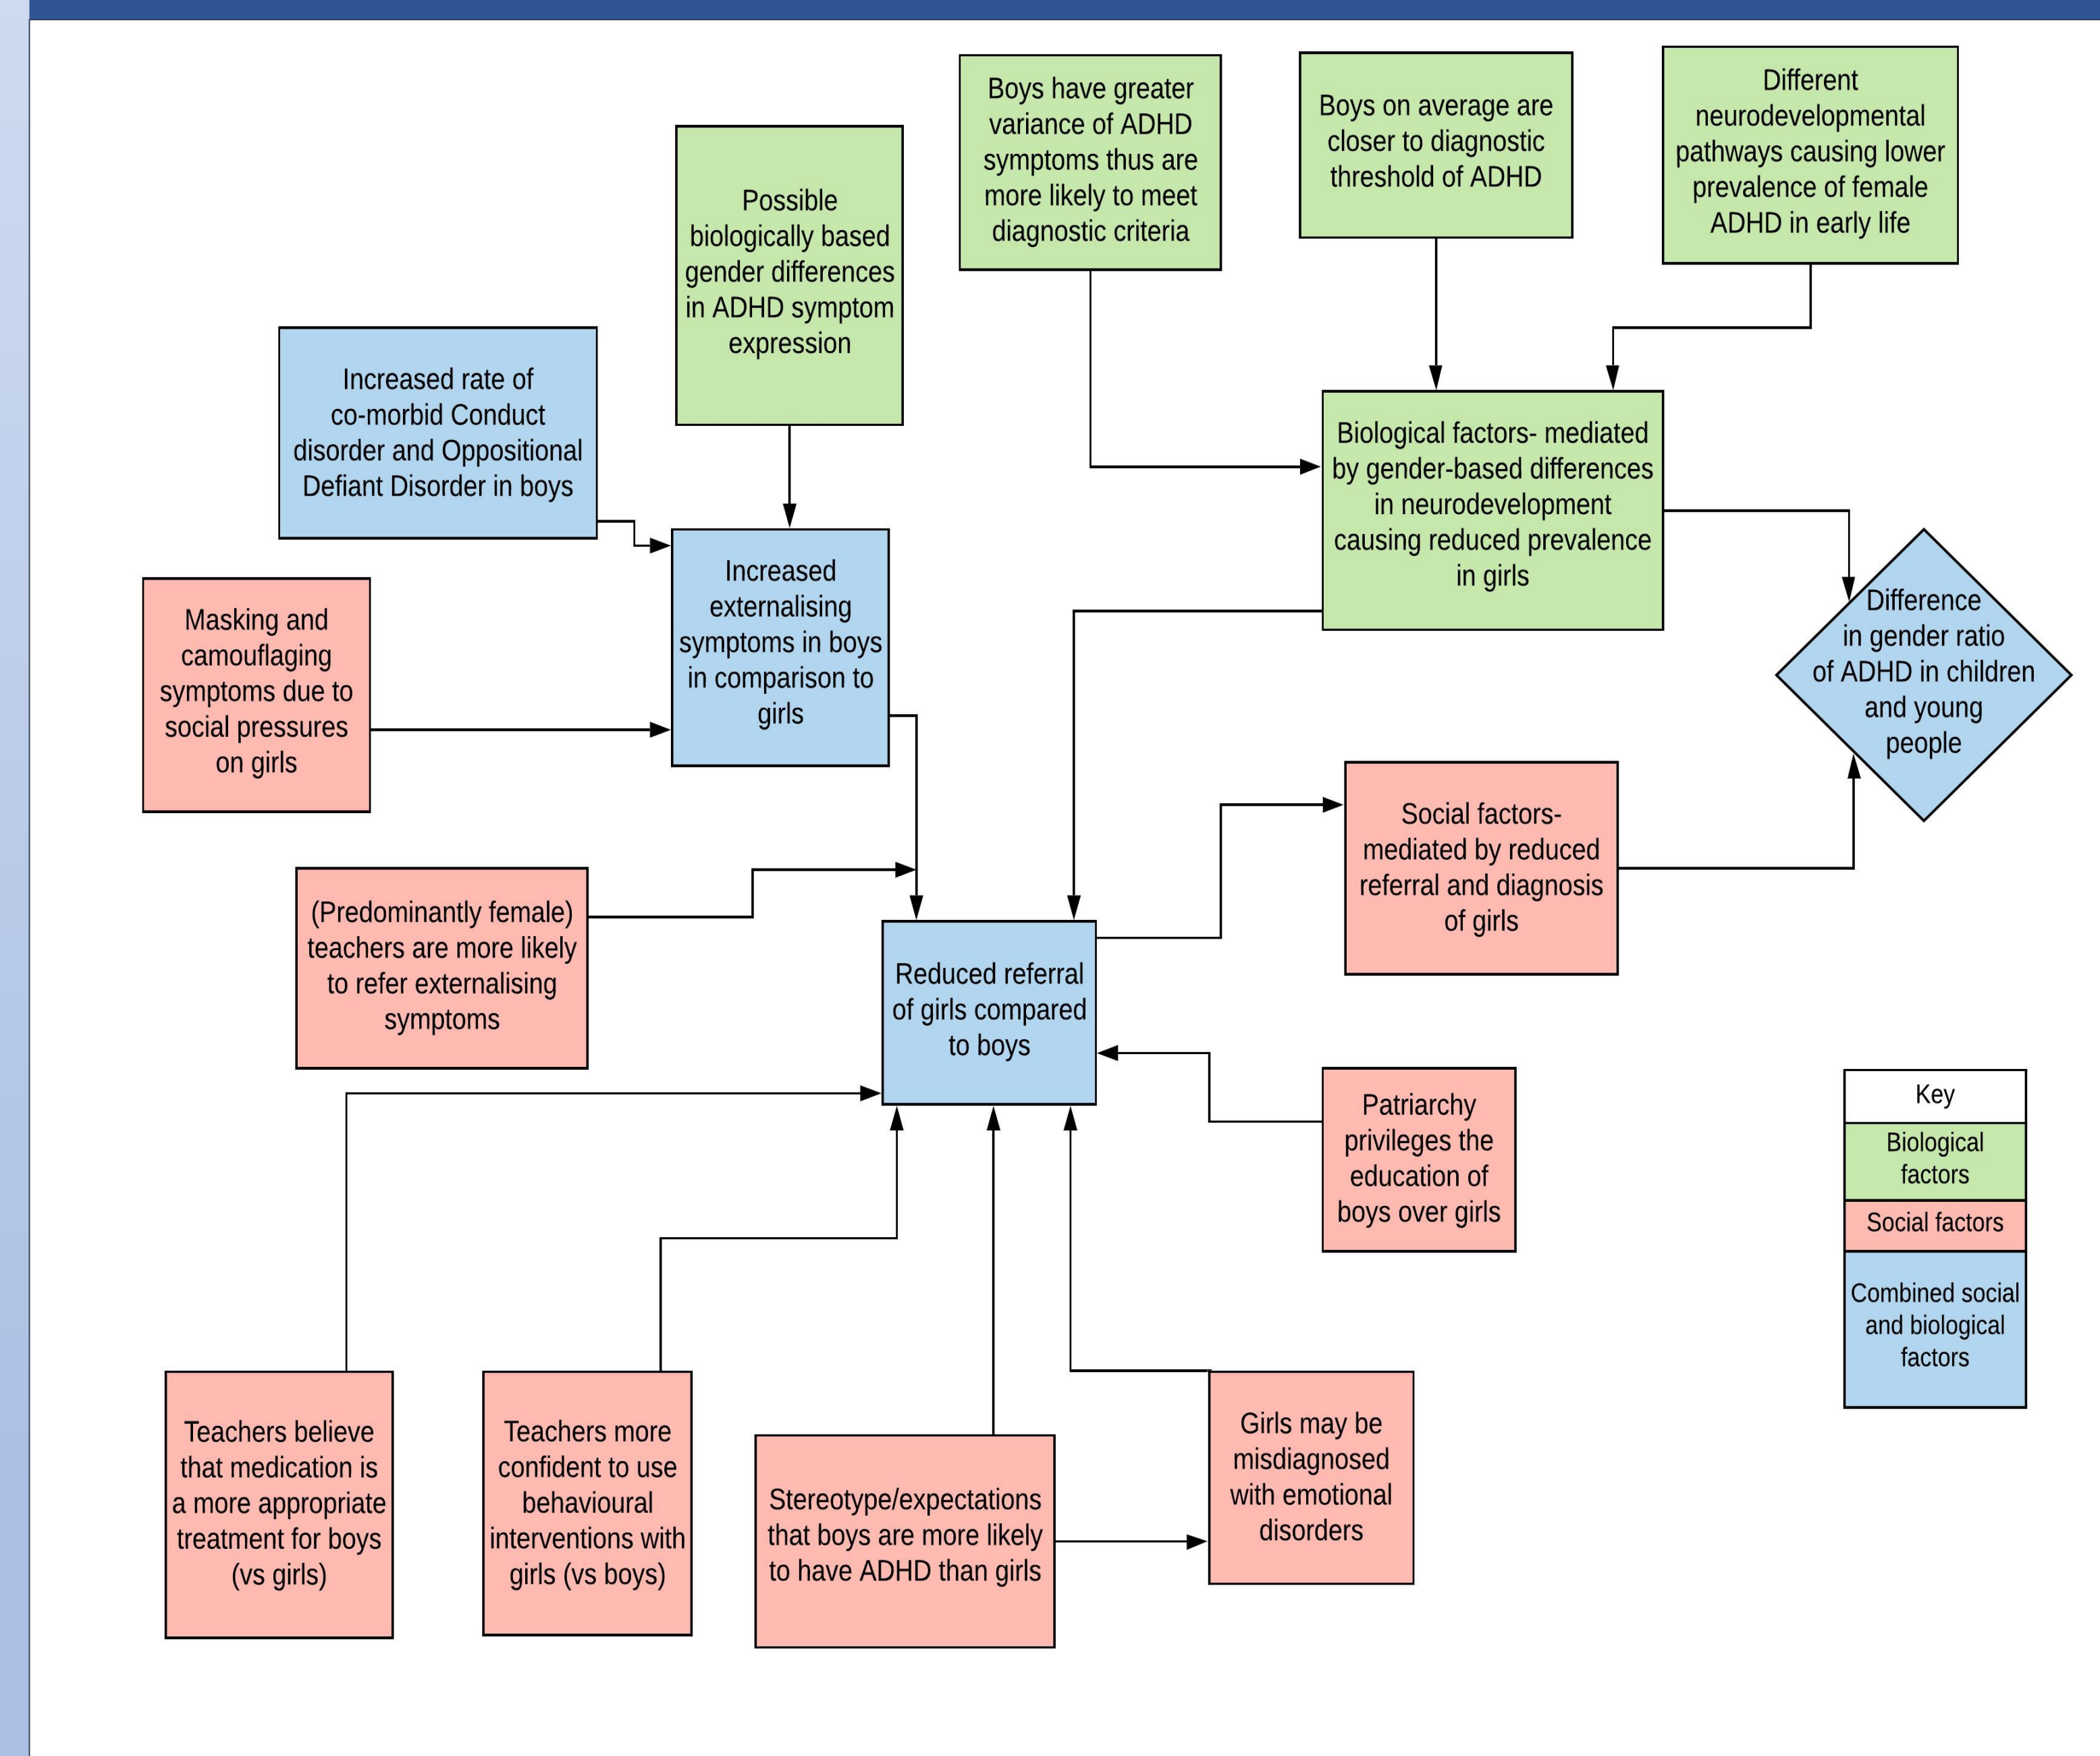 Boys have greater
variance of ADHD
symptoms thus are
more likely to meet
diagnostic criteria
Boys on average are
closer to diagnostic
threshold of ADHD
Different
neurodevelopmental
pathways causing lower
prevalence of female
ADHD in early life
Possible
biologically based
gender differences
in ADHD symptom
expression
Increased rate of
co-morbid Conduct
disorder and Oppositional
Defiant Disorder in boys
Biological factors- mediated
by gender-based differences
in neurodevelopment
causing reduced prevalence
in girls
Masking and
camouflaging
symptoms due to
social pressures
on girls
Increased
externalising
symptoms in boys
in comparison to
girls
Difference
in gender ratio
of ADHD in children
and young
people
Social factors-
mediated by reduced
referral and diagnosis
of girls
(Predominantly female)
teachers are more likely
to refer externalising
symptoms
Reduced referral
of girls compared
to boys
Patriarchy
privileges the
education of
boys over girls
Key
Biological
factors
Social factors
Combined social
and biological
factors
Teachers believe
that medication is
a more appropriate
treatment for boys
(vs girls)
Teachers more
confident to use
behavioural
interventions with
girls (vs boys)
Stereotype/expectations
that boys are more likely
to have ADHD than girls
Girls may be
misdiagnosed
with emotional
disorders